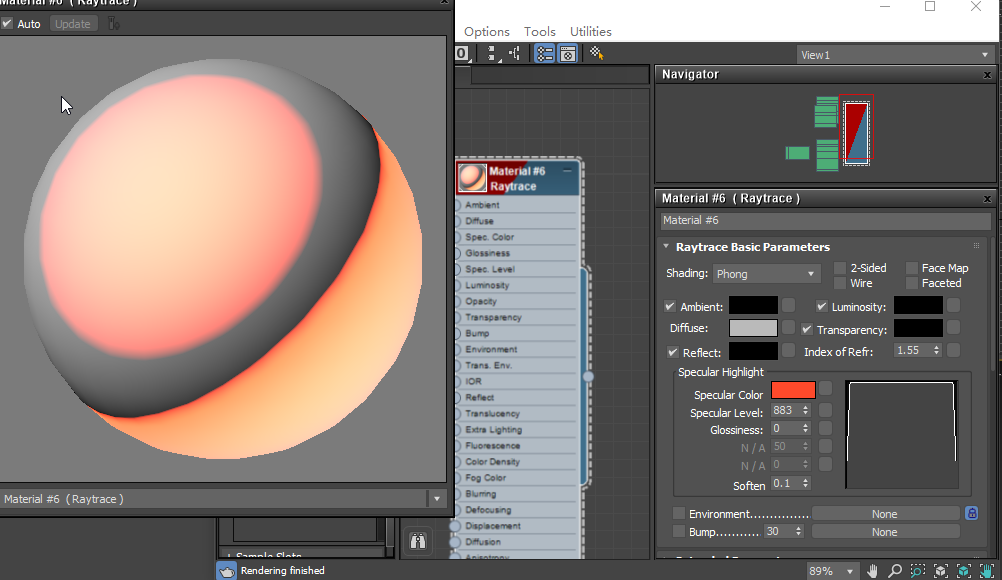 Material #6 ( Raytrace )
Auto
Update
Options Tools Utilities
View1
Navigator
Material #6
Raytrace
Ambient
Diffuse
Spec. Color
Glossiness
Spec. Level
Luminosity
Opacity
Transparency
Bump
Environment
Trans. Env.
IOR
Reflect
Translucency
Extra Lighting
Fluorescence
Color Density
Fog Color
Blurring
Defocusing
Displacement
Diffusion
Anisotropy
Material #6 ( Raytrace )
Material #6
Raytrace Basic Parameters
Shading: Phong 2-Sided Face Map
Wire Faceted
Ambient: Luminosity:
Diffuse: Transparency:
Reflect: Index of Refr: 1.55
Specular Highlight
Specular Color
Specular Level: 883
Glossiness: 0
N / A 50
N / A 0
Soften 0.1
Environment............... None
Bump........... 30 None
Material #6 ( Raytrace )
Sample Slots
Rendering finished
89%